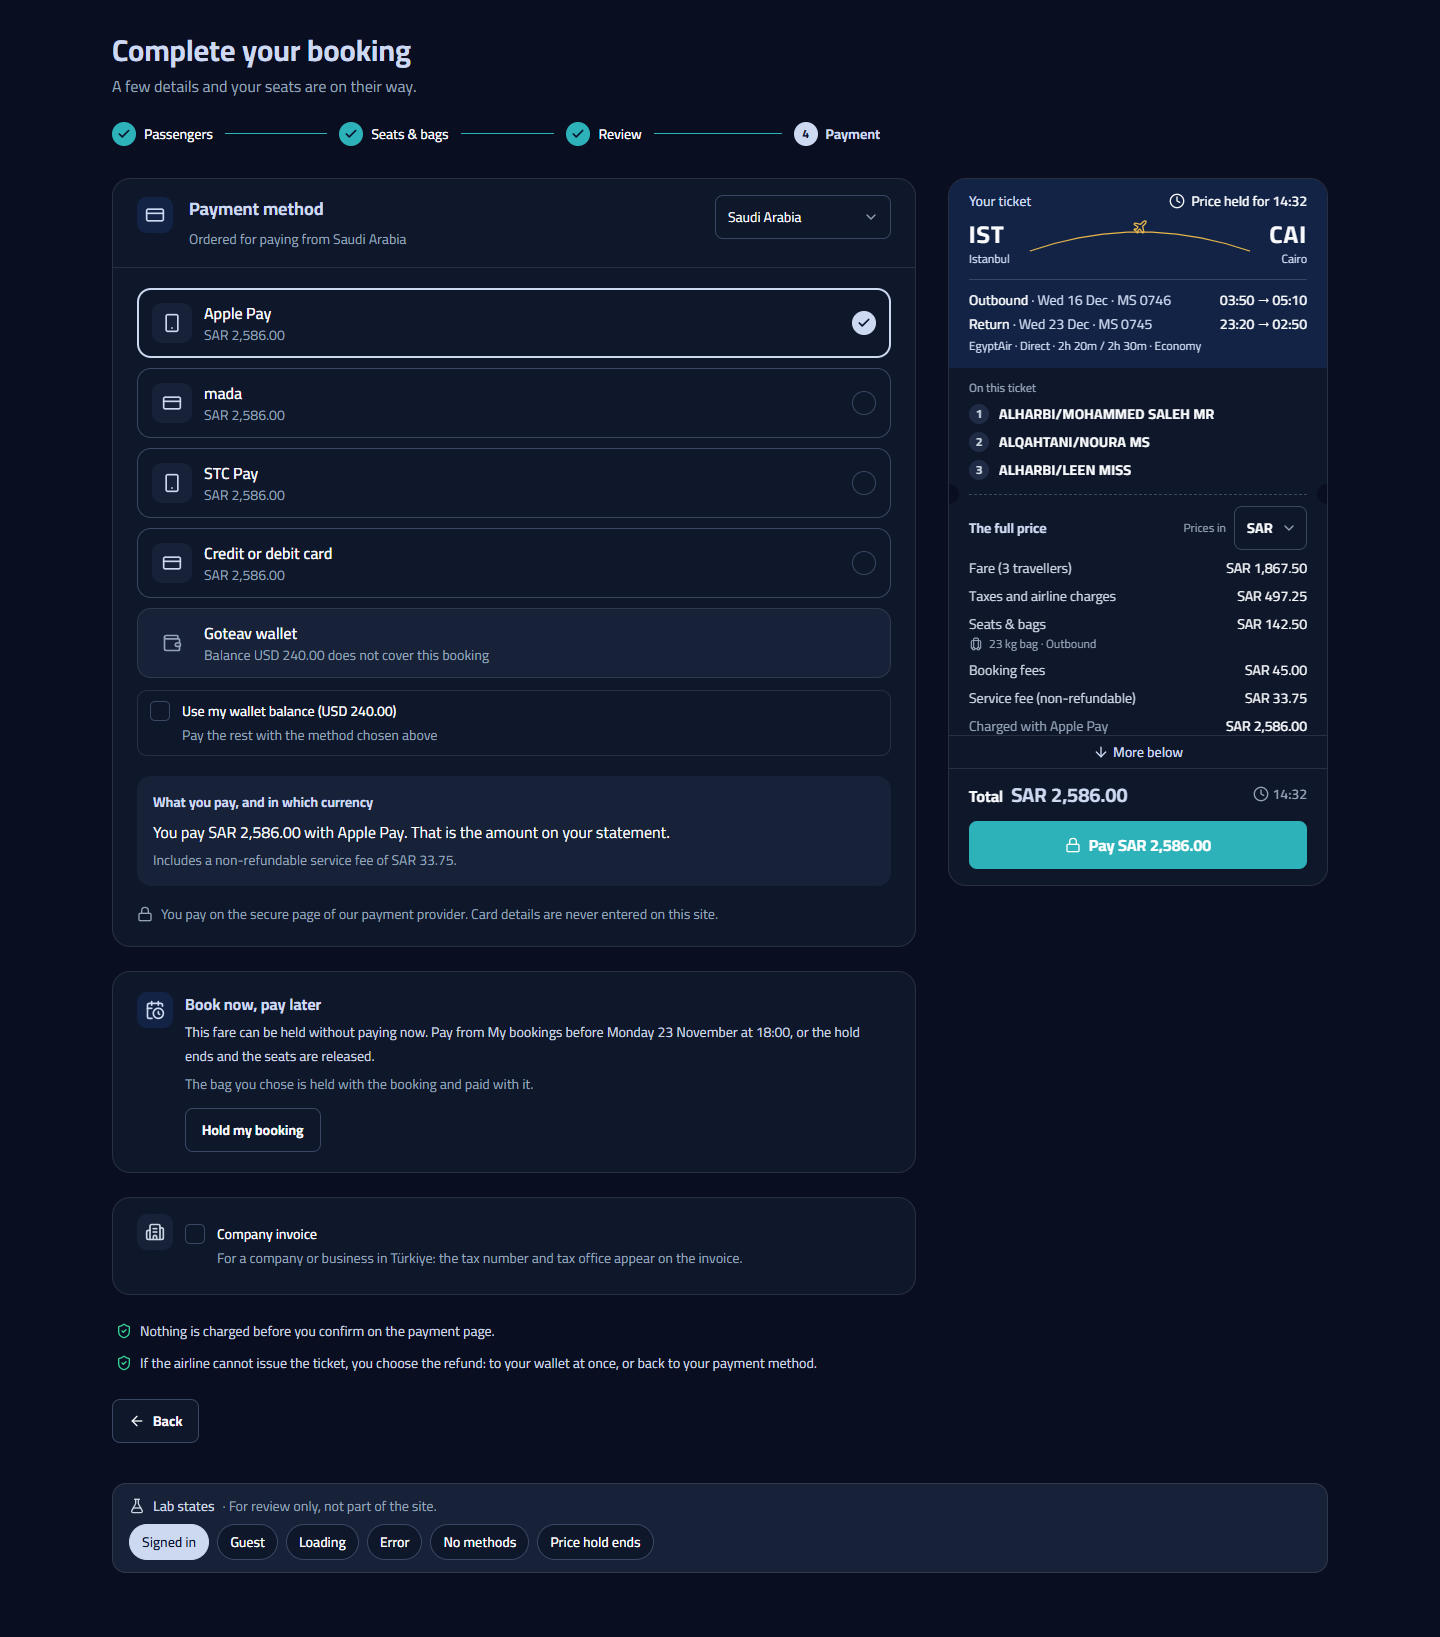 Complete your booking
A few details and your seats are on their way.
Passengers
Seats & bags
Review
4 Payment
Payment method
Ordered for paying from Saudi Arabia
Saudi Arabia
Apple Pay
SAR 2,586.00
mada
SAR 2,586.00
STC Pay
SAR 2,586.00
Credit or debit card
SAR 2,586.00
Goteav wallet
Balance USD 240.00 does not cover this booking
Use my wallet balance (USD 240.00)
Pay the rest with the method chosen above
What you pay, and in which currency
You pay SAR 2,586.00 with Apple Pay. That is the amount on your statement.
Includes a non-refundable service fee of SAR 33.75.
You pay on the secure page of our payment provider. Card details are never entered on this site.
Book now, pay later
This fare can be held without paying now. Pay from My bookings before Monday 23 November at 18:00, or the hold
ends and the seats are released.
The bag you chose is held with the booking and paid with it.
Hold my booking
Company invoice
For a company or business in Türkiye: the tax number and tax office appear on the invoice.
Nothing is charged before you confirm on the payment page.
If the airline cannot issue the ticket, you choose the refund: to your wallet at once, or back to your payment method.
Back
Your ticket
Price held for 14:32
IST
CAI
Istanbul
Cairo
Outbound · Wed 16 Dec · MS 0746 03:50 → 05:10
Return · Wed 23 Dec · MS 0745 23:20 → 02:50
EgyptAir · Direct · 2h 20m / 2h 30m · Economy
On this ticket
1 ALHARBI/MOHAMMED SALEH MR
2 ALQAHTANI/NOURA MS
3 ALHARBI/LEEN MISS
The full price
Prices in SAR
Fare (3 travellers) SAR 1,867.50
Taxes and airline charges SAR 497.25
Seats & bags SAR 142.50
23 kg bag · Outbound
Booking fees SAR 45.00
Service fee (non-refundable) SAR 33.75
Charged with Apple Pay SAR 2,586.00
More below
Total SAR 2,586.00 14:32
Pay SAR 2,586.00
Lab states · For review only, not part of the site.
Signed in
Guest
Loading
Error
No methods
Price hold ends